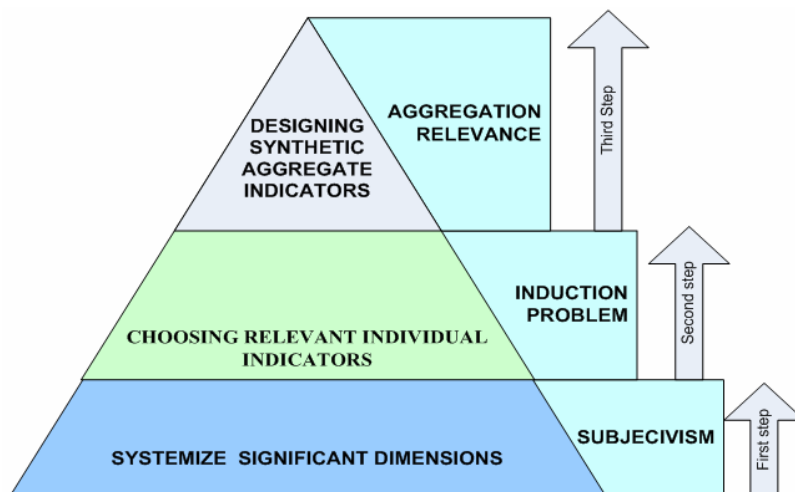 DESIGNING
SYNTHETIC
AGGREGATE
INDICATORS
AGGREGATION
RELEVANCE
Third Step
CHOOSING RELEVANT INDIVIDUAL
INDICATORS
INDUCTION
PROBLEM
Second step
SYSTEMIZE SIGNIFICANT DIMENSIONS
SUBJECIVISM
First step